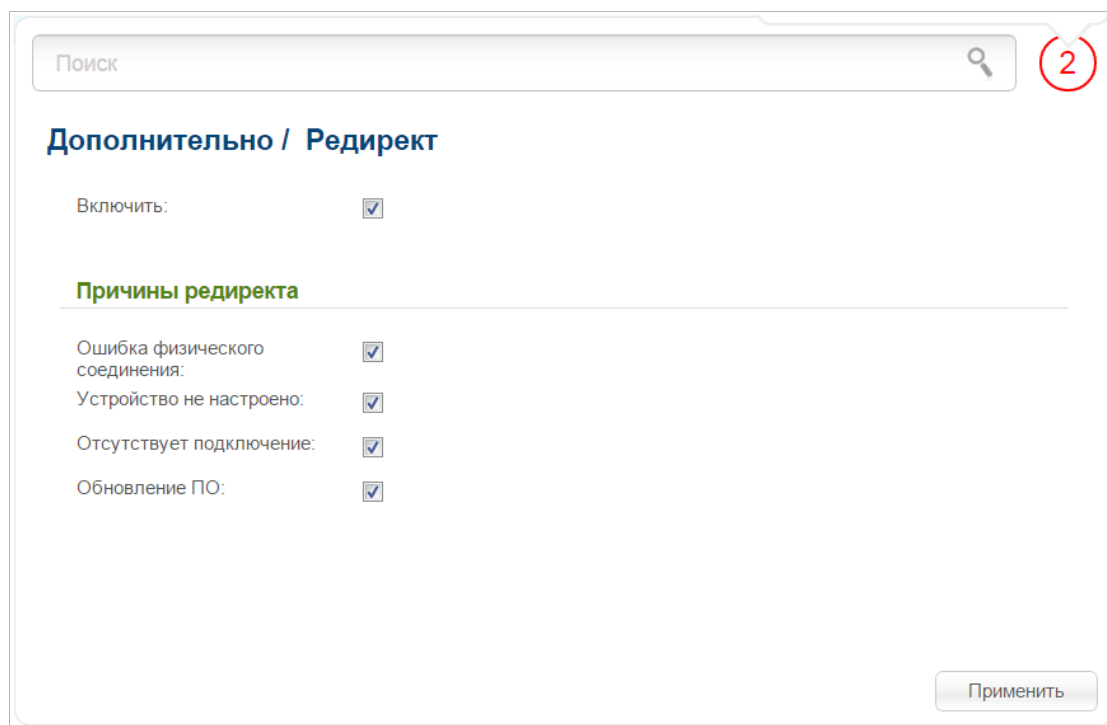 Поиск
2
Дополнительно / Редирект
Включить:
Причины редиректа
Ошибка физического
соединения:
Устройство не настроено:
Отсутствует подключение:
Обновление ПО:
Применить